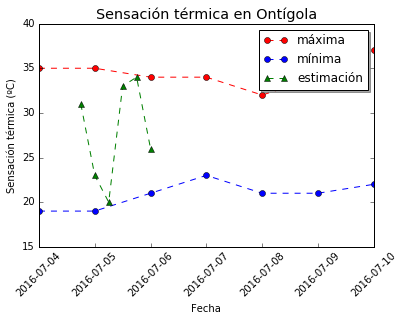 Sensación térmica en Ontígola
máxima
mínima
estimación
Sensación térmica (ºC)
40
35
30
25
20
15
2016-07-04
2016-07-05
2016-07-06
2016-07-07
2016-07-08
2016-07-09
2016-07-10
Fecha